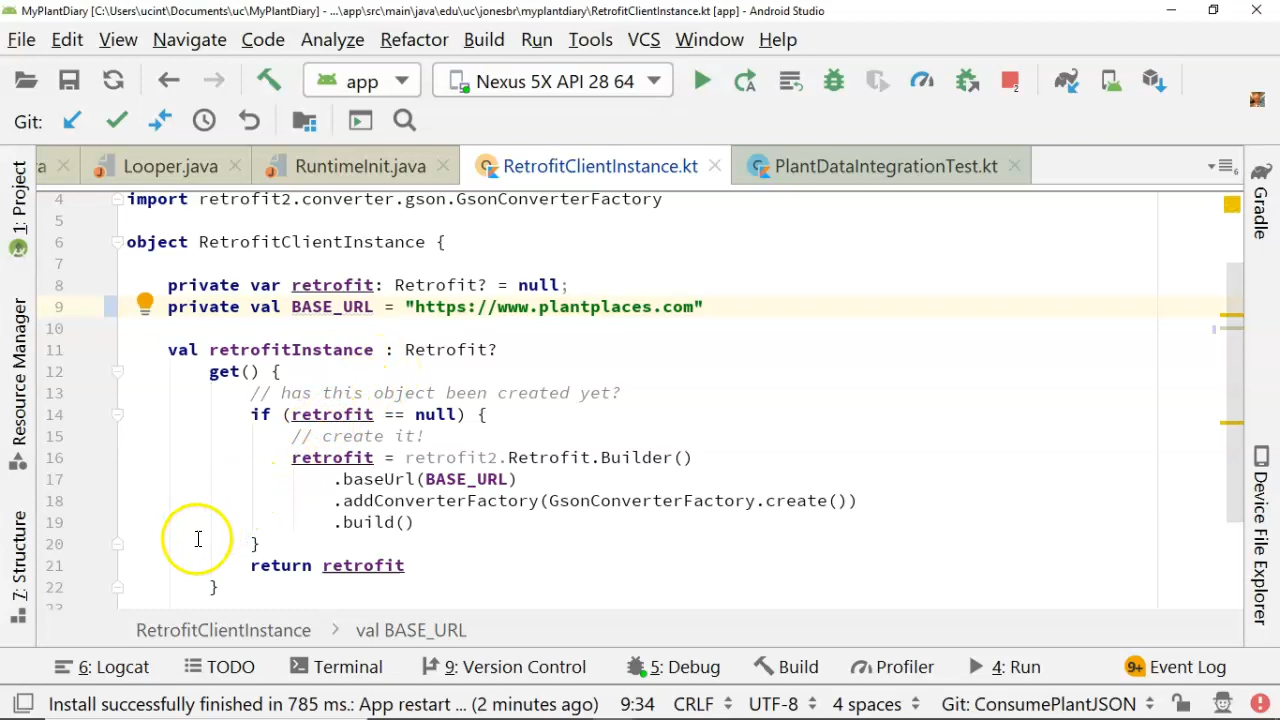 MyPlantDiary [C:\Users\ucint\Documents\uc\MyPlantDiary] - ...\app\src\main\java\edu\uc\jonesbr\myplantdiary\RetrofitClientInstance.kt [app] - Android Studio
File Edit View Navigate Code Analyze Refactor Build Run Tools VCS Window Help
app Nexus 5X API 28 64
Git:
a Looper.java RuntimeInit.java RetrofitClientInstance.kt PlantDataIntegrationTest.kt
1: Project
Resource Manager
7: Structure
4 import retrofit2.converter.gson.GsonConverterFactory
5
6 object RetrofitClientInstance {
7
8 private var retrofit: Retrofit? = null;
9 private val BASE_URL = "https://www.plantplaces.com"
10
11 val retrofitInstance : Retrofit?
12 get() {
13 // has this object been created yet?
14 if (retrofit == null) {
15 // create it!
16 retrofit = retrofit2.Retrofit.Builder()
17 .baseUrl(BASE_URL)
18 .addConverterFactory(GsonConverterFactory.create())
19 .build()
20 }
21 return retrofit
22 }
23
Gradle
Device File Explorer
RetrofitClientInstance > val BASE_URL
6: Logcat TODO Terminal 9: Version Control 5: Debug Build Profiler 4: Run 9+ Event Log
Install successfully finished in 785 ms.: App restart ... (2 minutes ago) 9:34 CRLF UTF-8 4 spaces Git: ConsumePlantJSON